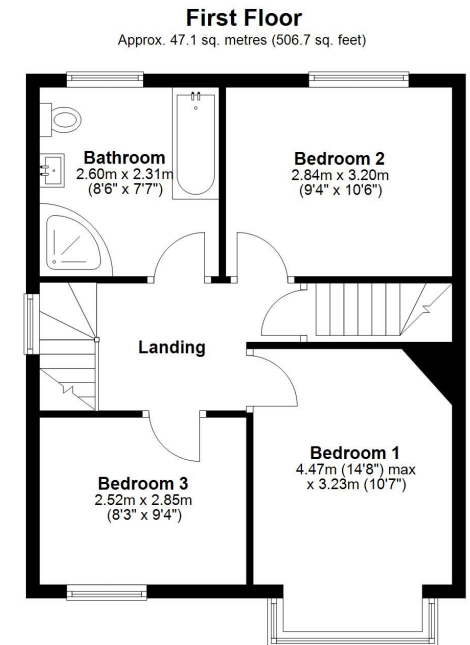 First Floor
Approx. 47.1 sq. metres (506.7 sq. feet)
Bathroom
2.60m x 2.31m
(8'6" x 7'7")
Bedroom 2
2.84m x 3.20m
(9'4" x 10'6")
Landing
Bedroom 1
4.47m (14'8") max
x 3.23m (10'7")
Bedroom 3
2.52m x 2.85m
(8'3" x 9'4")